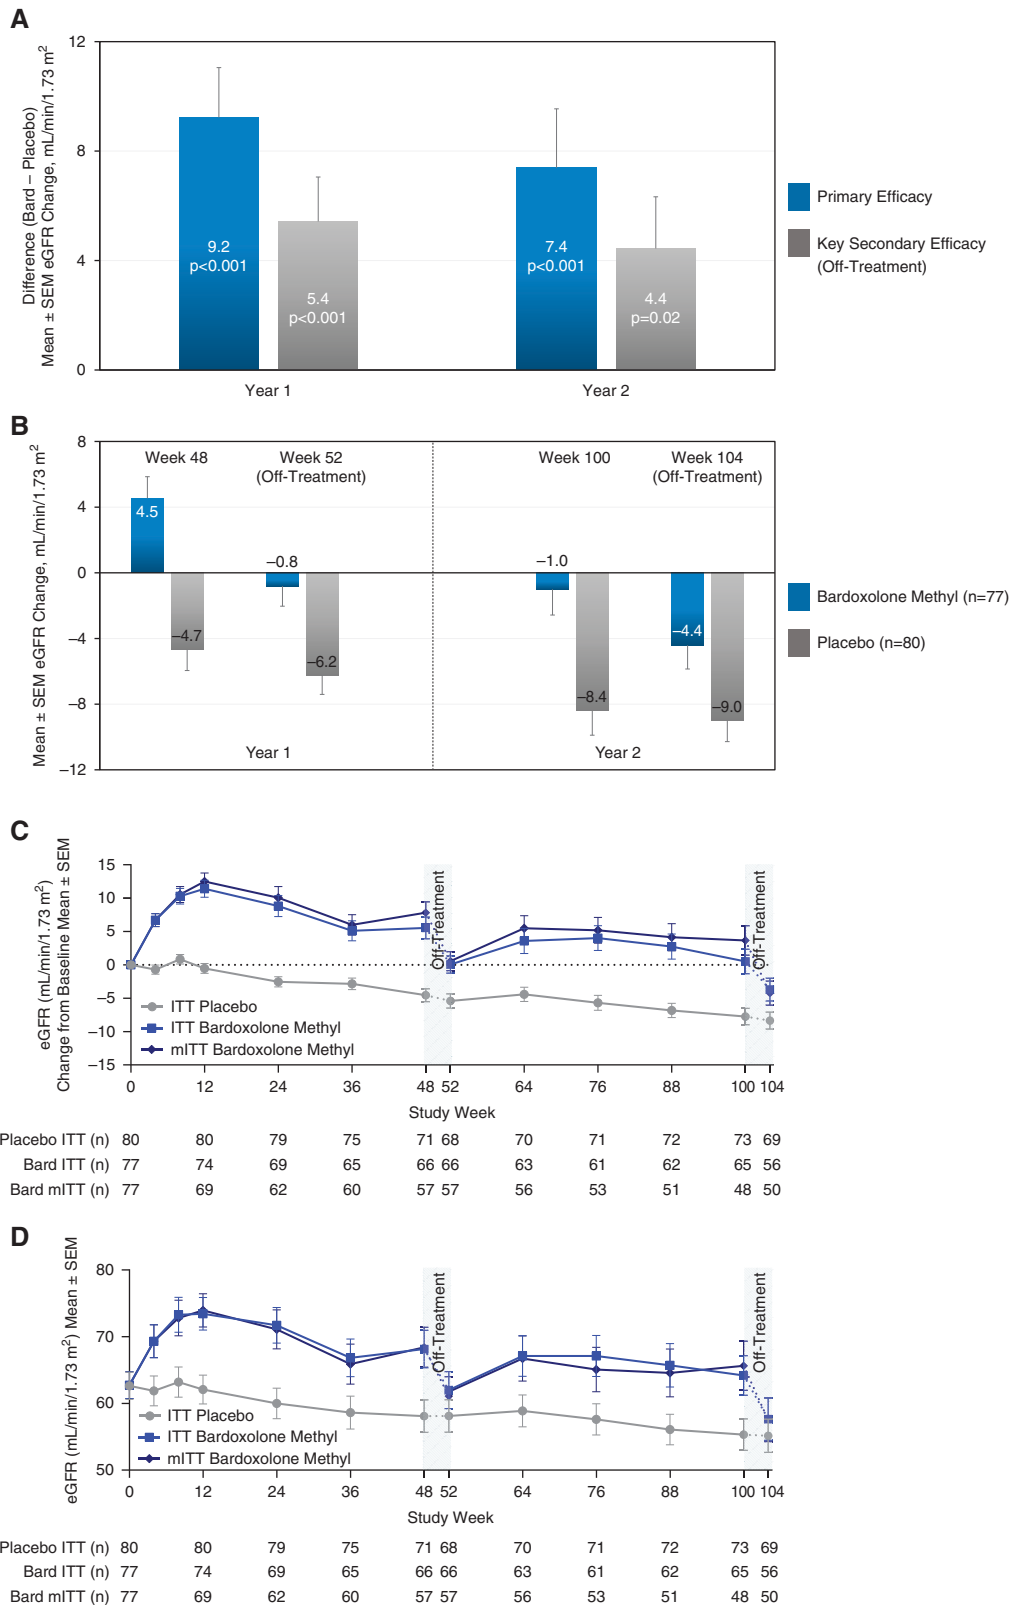 A
Difference (Bard – Placebo)
Mean ± SEM eGFR Change, mL/min/1.73 m²
12
8
4
0
9.2
p<0.001
5.4
p<0.001
7.4
p<0.001
4.4
p=0.02
Year 1
Year 2
Primary Efficacy
Key Secondary Efficacy
(Off-Treatment)
B
Mean ± SEM eGFR Change, mL/min/1.73 m²
8
4
0
–4
–8
–12
Week 48
Week 52
(Off-Treatment)
Week 100
Week 104
(Off-Treatment)
4.5
–4.7
–0.8
–6.2
–1.0
–8.4
–4.4
–9.0
Year 1
Year 2
Bardoxolone Methyl (n=77)
Placebo (n=80)
C
eGFR (mL/min/1.73 m²)
Change from Baseline Mean ± SEM
15
10
5
0
–5
–10
–15
Off-Treatment
Off-Treatment
ITT Placebo
ITT Bardoxolone Methyl
mITT Bardoxolone Methyl
0 12 24 36 48 52 64 76 88 100 104
Study Week
Placebo ITT (n) 80 80 79 75 71 68 70 71 72 73 69
Bard ITT (n) 77 74 69 65 66 66 63 61 62 65 56
Bard mITT (n) 77 69 62 60 57 57 56 53 51 48 50
D
eGFR (mL/min/1.73 m²) Mean ± SEM
80
70
60
50
Off-Treatment
Off-Treatment
ITT Placebo
ITT Bardoxolone Methyl
mITT Bardoxolone Methyl
0 12 24 36 48 52 64 76 88 100 104
Study Week
Placebo ITT (n) 80 80 79 75 71 68 70 71 72 73 69
Bard ITT (n) 77 74 69 65 66 66 63 61 62 65 56
Bard mITT (n) 77 69 62 60 57 57 56 53 51 48 50